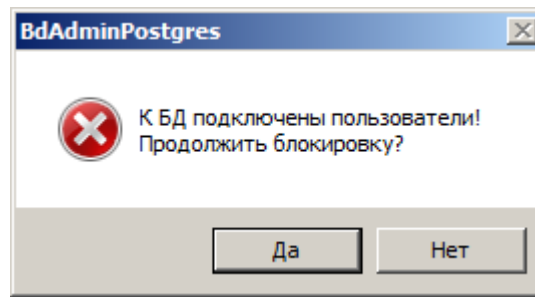 BdAdminPostgres
К БД подключены пользователи!
Продолжить блокировку?
Да Нет